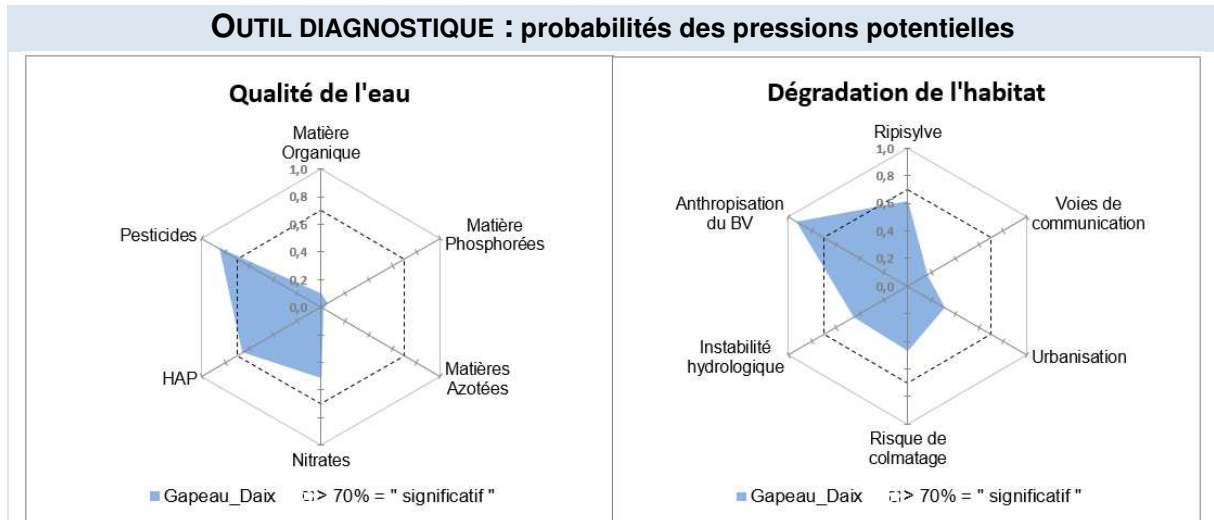 OUTIL DIAGNOSTIQUE : probabilités des pressions potentielles
Qualité de l'eau
Matière
Organique
1,0
0,8
0,6
0,4
0,2
0,0
Matière
Phosphorées
Matières
Azotées
Nitrates
HAP
Pesticides
Gapeau_Daix
> 70% = " significatif "
Dégradation de l'habitat
Ripisylve
1,0
0,8
0,6
0,4
0,2
0,0
Voies de
communication
Urbanisation
Risque de
colmatage
Instabilité
hydrologique
Anthropisation
du BV
Gapeau_Daix
> 70% = " significatif "